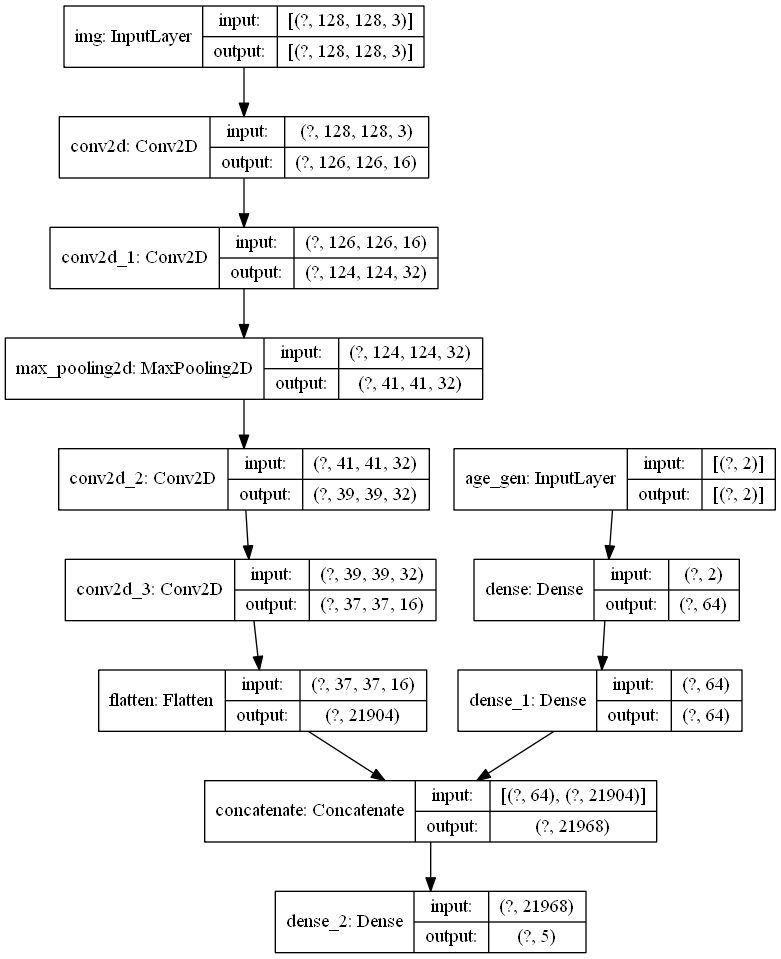 img: InputLayer
input: [(?, 128, 128, 3)]
output: [(?, 128, 128, 3)]
conv2d: Conv2D
input: (?, 128, 128, 3)
output: (?, 126, 126, 16)
conv2d_1: Conv2D
input: (?, 126, 126, 16)
output: (?, 124, 124, 32)
max_pooling2d: MaxPooling2D
input: (?, 124, 124, 32)
output: (?, 41, 41, 32)
conv2d_2: Conv2D
input: (?, 41, 41, 32)
output: (?, 39, 39, 32)
age_gen: InputLayer
input: [(?, 2)]
output: [(?, 2)]
conv2d_3: Conv2D
input: (?, 39, 39, 32)
output: (?, 37, 37, 16)
dense: Dense
input: (?, 2)
output: (?, 64)
flatten: Flatten
input: (?, 37, 37, 16)
output: (?, 21904)
dense_1: Dense
input: (?, 64)
output: (?, 64)
concatenate: Concatenate
input: [(?, 64), (?, 21904)]
output: (?, 21968)
dense_2: Dense
input: (?, 21968)
output: (?, 5)